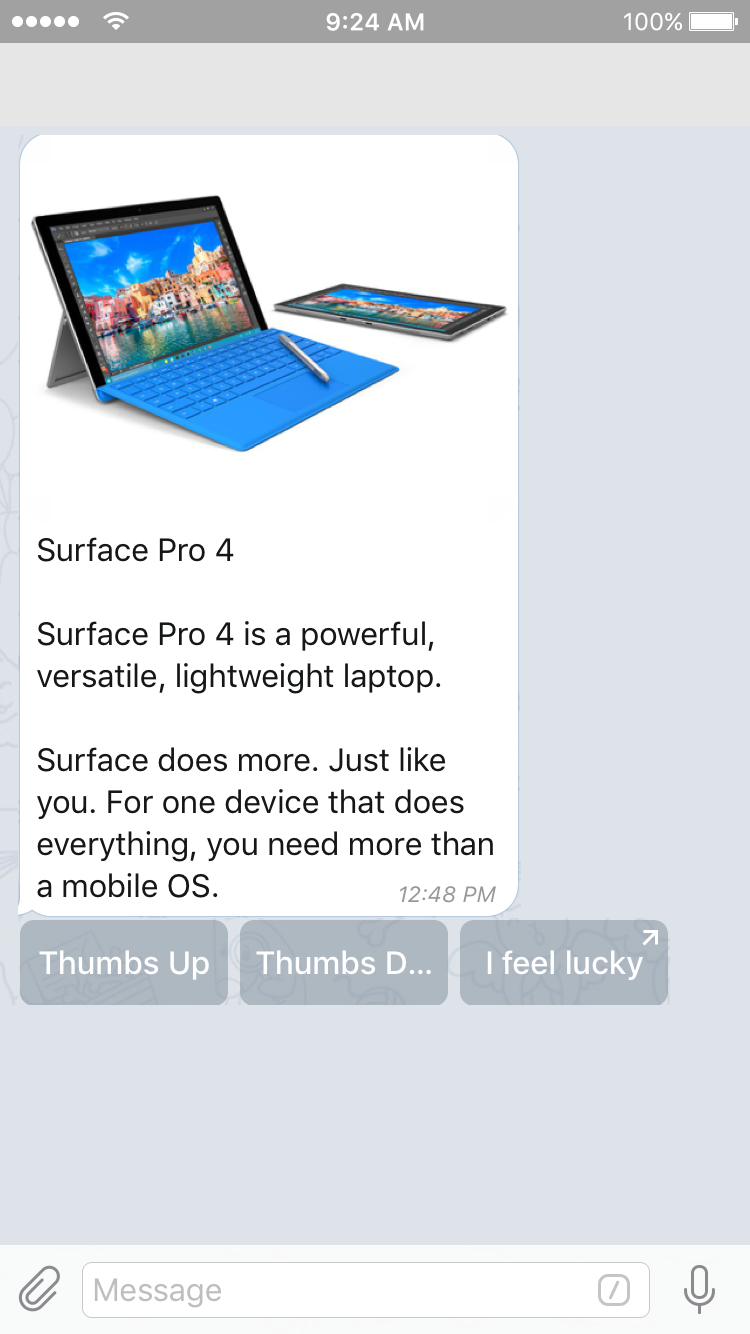 9:24 AM 100%
Surface Pro 4
Surface Pro 4 is a powerful,
versatile, lightweight laptop.
Surface does more. Just like
you. For one device that does
everything, you need more than
a mobile OS.
12:48 PM
Thumbs Up Thumbs D... I feel lucky
Message